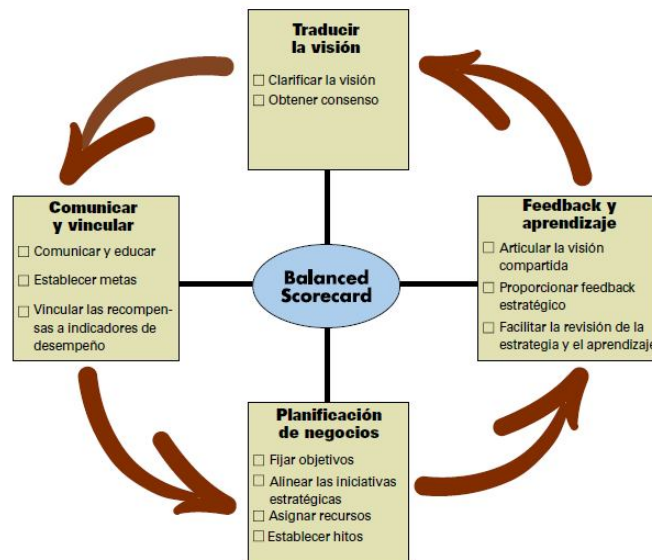 Traducir
la visión
☐ Clarificar la visión
☐ Obtener consenso
Comunicar
y vincular
☐ Comunicar y educar
☐ Establecer metas
☐ Vincular las recompen-
sas a indicadores de
desempeño
Balanced
Scorecard
Feedback y
aprendizaje
☐ Articular la visión
compartida
☐ Proporcionar feedback
estratégico
☐ Facilitar la revisión de la
estrategia y el aprendizaje
Planificación
de negocios
☐ Fijar objetivos
☐ Alinear las iniciativas
estratégicas
☐ Asignar recursos
☐ Establecer hitos